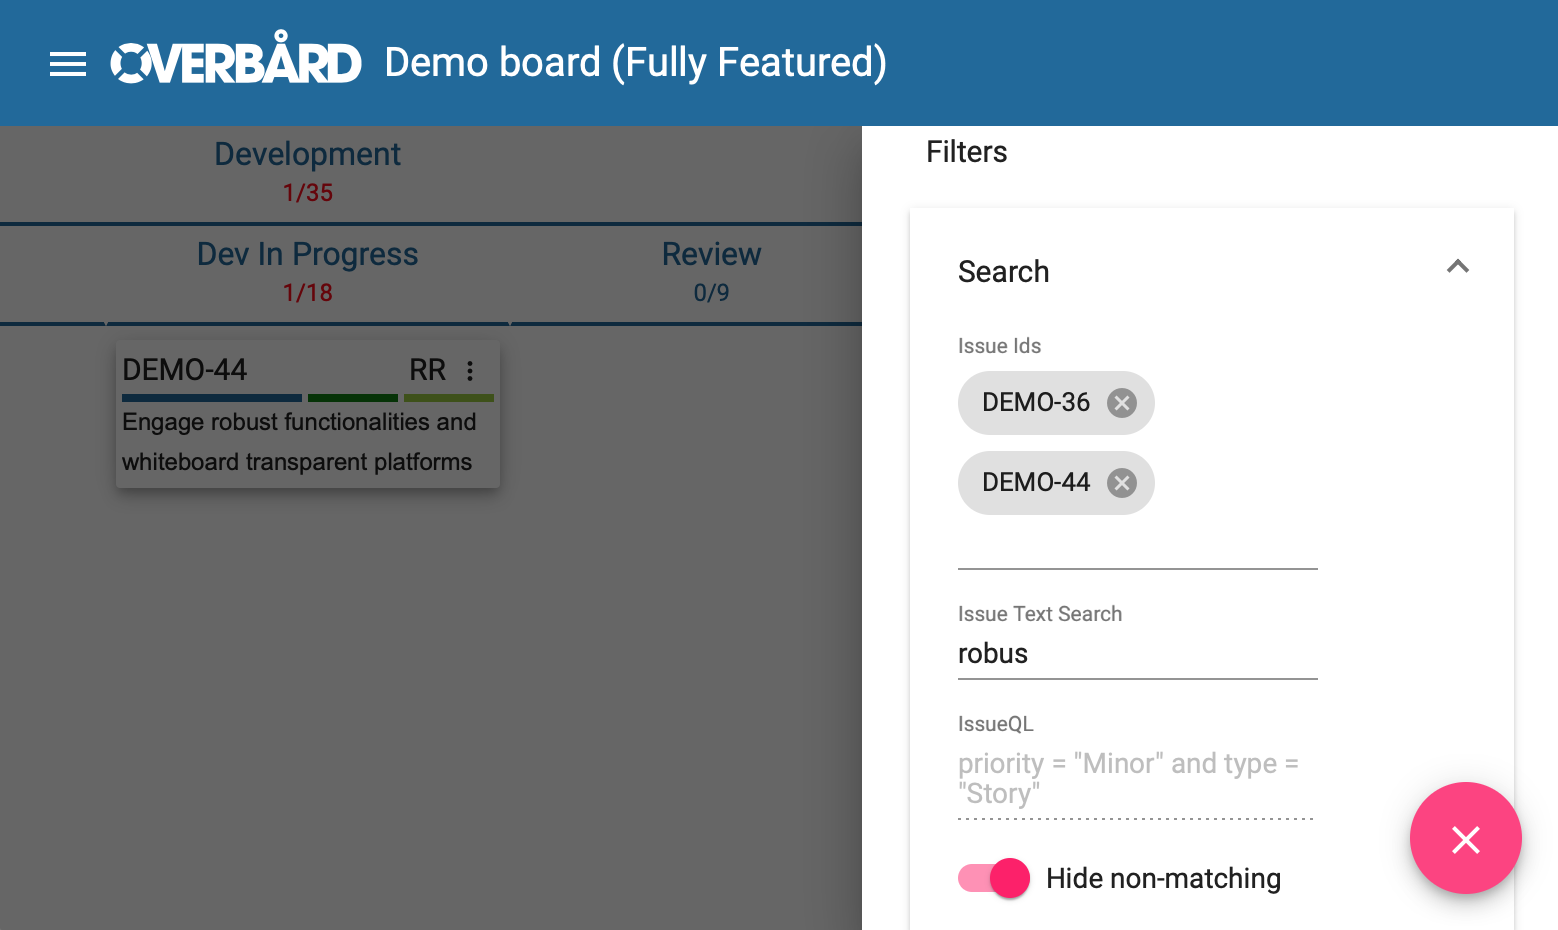 OVERBÅRD Demo board (Fully Featured)
Development
1/35
Dev In Progress
1/18
Review
0/9
DEMO-44 RR
Engage robust functionalities and
whiteboard transparent platforms
Filters
Search
Issue Ids
DEMO-36
DEMO-44
Issue Text Search
robus
IssueQL
priority = "Minor" and type =
"Story"
Hide non-matching